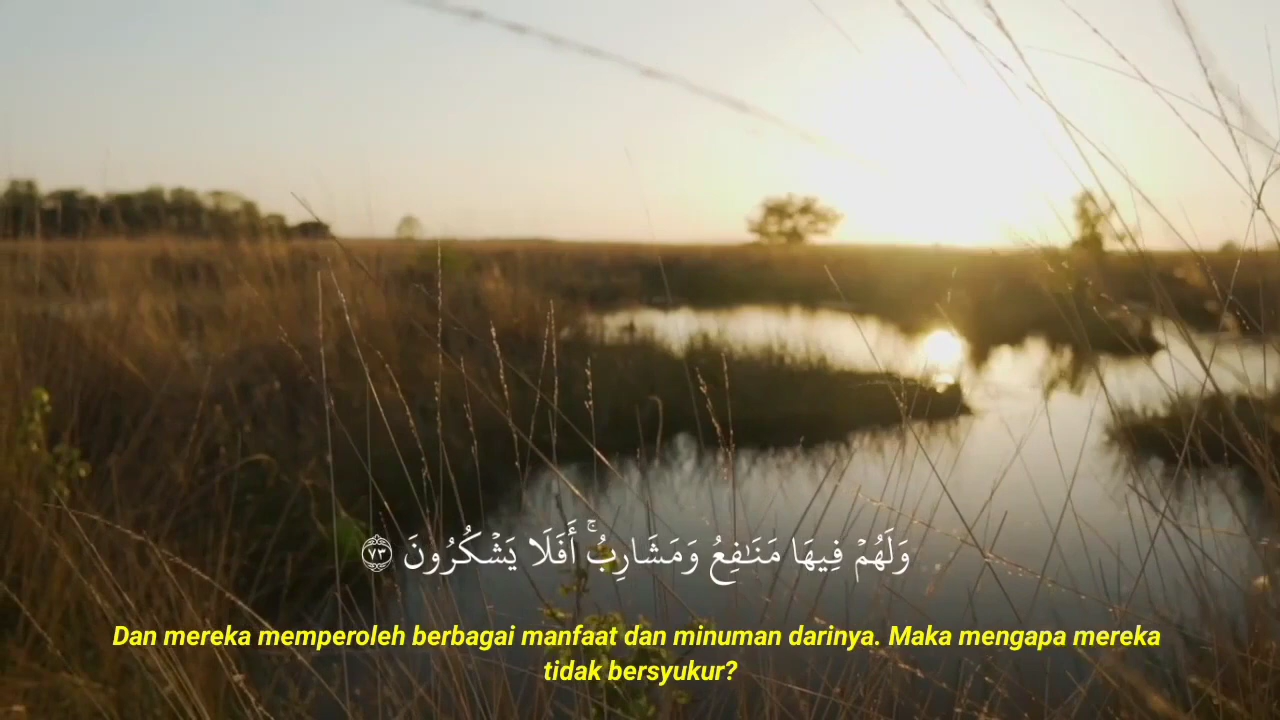 وَلَهُمۡ فِيهَا مَنَٰفِعُ وَمَشَارِبُۚ أَفَلَا يَشۡكُرُونَ ٧٣
Dan mereka memperoleh berbagai manfaat dan minuman darinya. Maka mengapa mereka
tidak bersyukur?